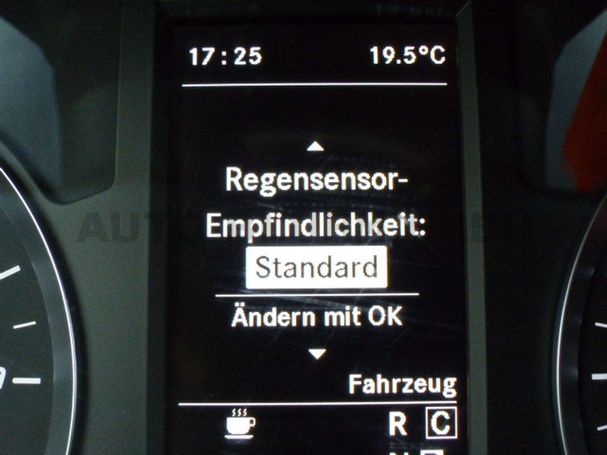 17:25 19.5°C
Regensensor-
Empfindlichkeit:
Standard
Ändern mit OK
Fahrzeug
R C